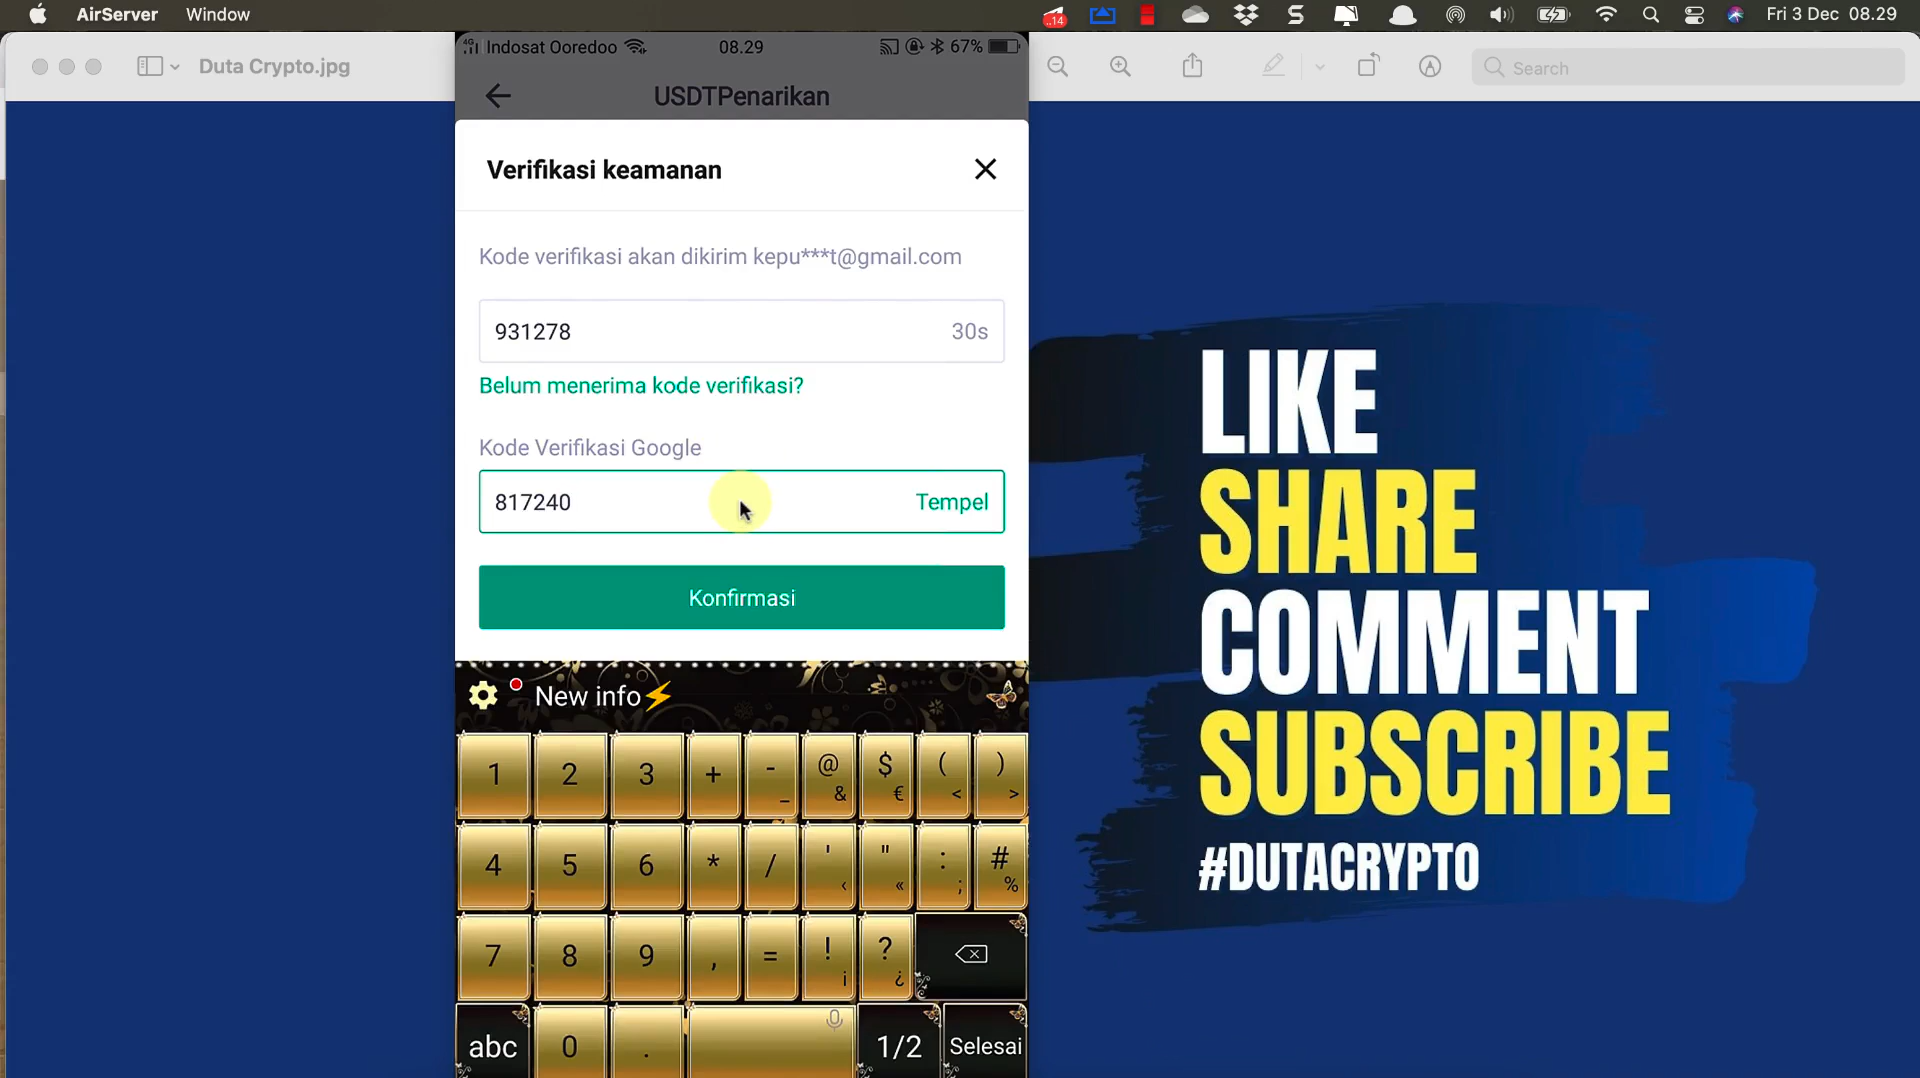 AirServer Window
14
Fri 3 Dec 08.29
Duta Crypto.jpg
Search
4G Indosat Ooredoo 08.29 67%
USDTPenarikan
Verifikasi keamanan
Kode verifikasi akan dikirim kepu***t@gmail.com
931278 30s
Belum menerima kode verifikasi?
Kode Verifikasi Google
817240 Tempel
Konfirmasi
New info⚡
1 2 3 + - _ @ & $ € ( < ) >
4 5 6 * / ' ‹ " « : ; # %
7 8 9 , = ! ¡ ? ¿
abc 0 . 1/2 Selesai
LIKE
SHARE
COMMENT
SUBSCRIBE
#DUTACRYPTO